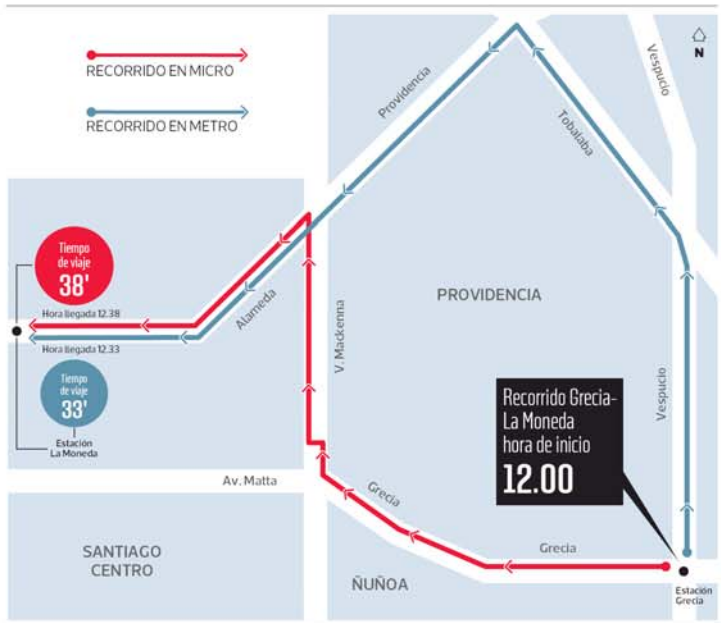 RECORRIDO EN MICRO
RECORRIDO EN METRO
N
Vespucio
Providencia
Tobalaba
Tiempo
de viaje
38'
Hora llegada 12.38
Hora llegada 12.33
Tiempo
de viaje
33'
Estación
La Moneda
Alameda
V. Mackenna
PROVIDENCIA
Vespucio
Recorrido Grecia-
La Moneda
hora de inicio
12.00
Av. Matta
Grecia
Grecia
SANTIAGO
CENTRO
ÑUÑOA
Estación
Grecia